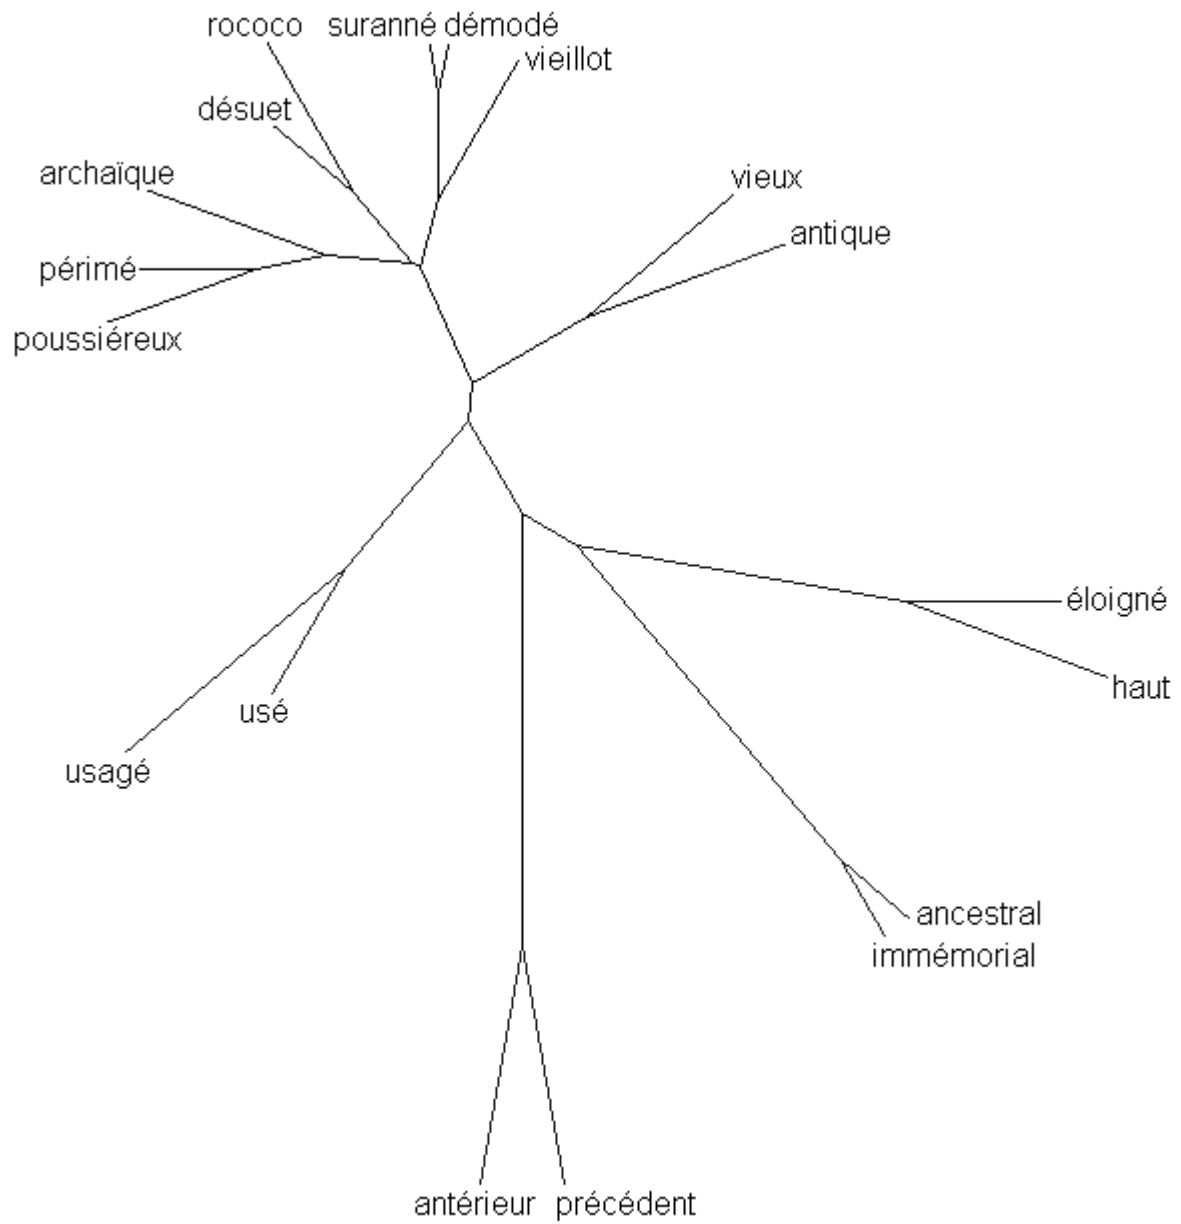 rococo suranné démodé
vieillot
désuet
archaïque
vieux
antique
périmé
poussiéreux
éloigné
haut
usé
usagé
ancestral
immémorial
antérieur précédent